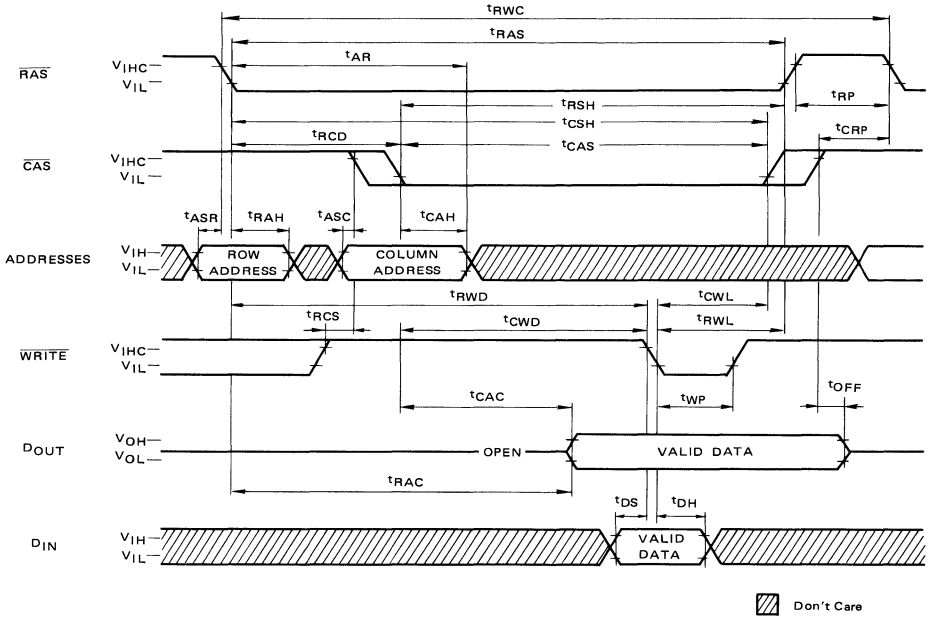 tRWC
tRAS
tAR
RAS
VIHC
VIL
tRSH
tRP
tCSH
tRCD
tCRP
tCAS
CAS
VIHC
VIL
tASR
tRAH
tASC
tCAH
ADDRESSES
VIH
VIL
ROW
ADDRESS
COLUMN
ADDRESS
tRWD
tCWL
tRCS
tCWD
tRWL
WRITE
VIHC
VIL
tOFF
tCAC
tWP
DOUT
VOH
VOL
OPEN
VALID DATA
tRAC
tDS
tDH
DIN
VIH
VIL
VALID
DATA
Don't Care